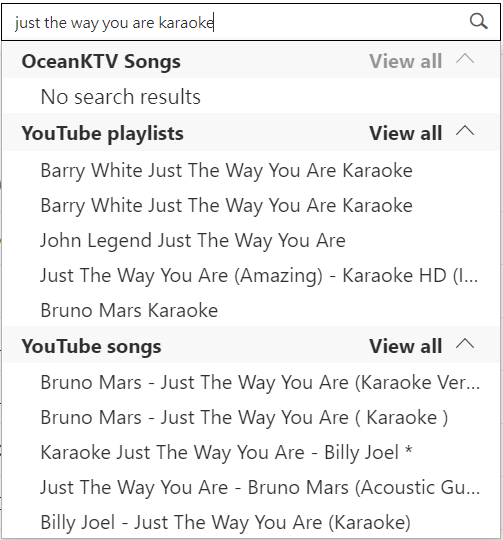 just the way you are karaoke
OceanKTV Songs View all
No search results
YouTube playlists View all
Barry White Just The Way You Are Karaoke
Barry White Just The Way You Are Karaoke
John Legend Just The Way You Are
Just The Way You Are (Amazing) - Karaoke HD (I...
Bruno Mars Karaoke
YouTube songs View all
Bruno Mars - Just The Way You Are (Karaoke Ver...
Bruno Mars - Just The Way You Are ( Karaoke )
Karaoke Just The Way You Are - Billy Joel *
Just The Way You Are - Bruno Mars (Acoustic Gu...
Billy Joel - Just The Way You Are (Karaoke)